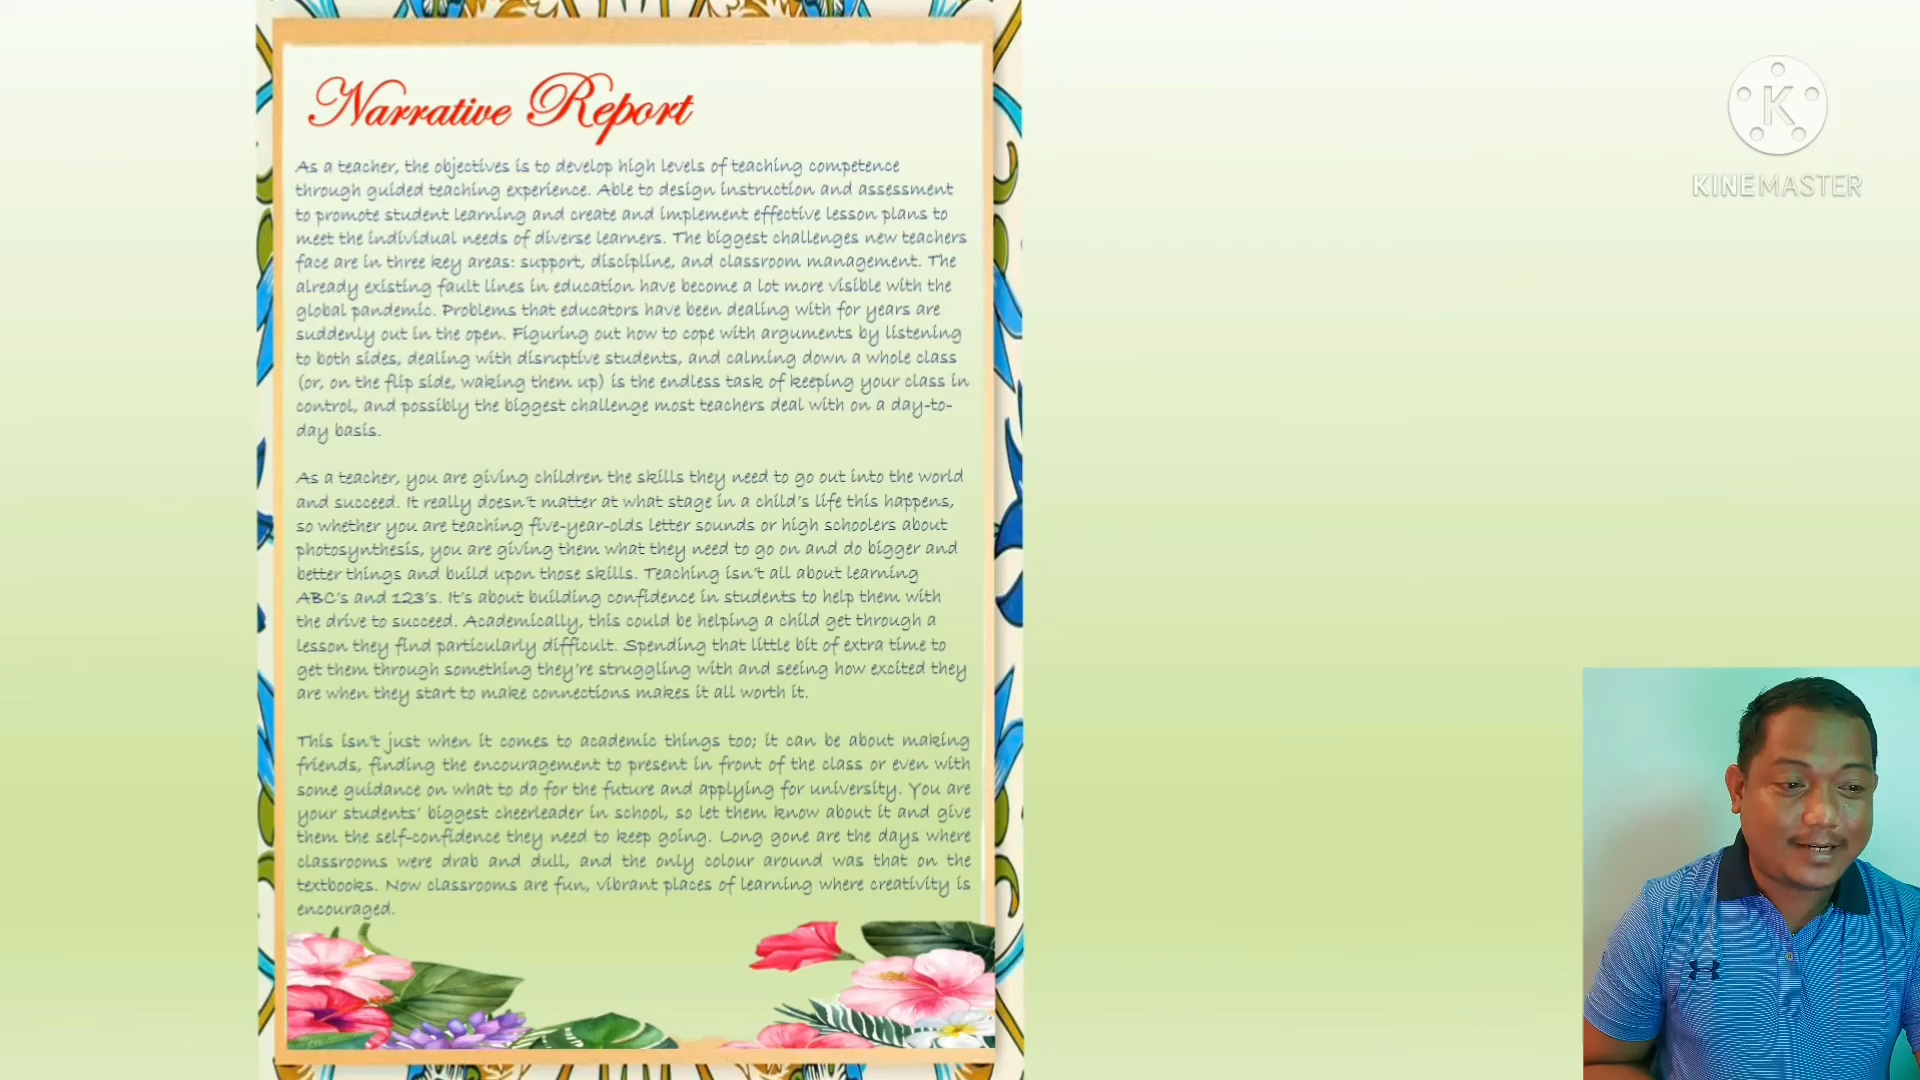 Narrative Report
As a teacher, the objectives is to develop high levels of teaching competence
through guided teaching experience. Able to design instruction and assessment
to promote student learning and create and implement effective lesson plans to
meet the individual needs of diverse learners. The biggest challenges new teachers
face are in three key areas: support, discipline, and classroom management. The
already existing fault lines in education have become a lot more visible with the
global pandemic. Problems that educators have been dealing with for years are
suddenly out in the open. Figuring out how to cope with arguments by listening
to both sides, dealing with disruptive students, and calming down a whole class
(or, on the flip side, waking them up) is the endless task of keeping your class in
control, and possibly the biggest challenge most teachers deal with on a day-to-
day basis.
As a teacher, you are giving children the skills they need to go out into the world
and succeed. It really doesn't matter at what stage in a child's life this happens,
so whether you are teaching five-year-olds letter sounds or high schoolers about
photosynthesis, you are giving them what they need to go on and do bigger and
better things and build upon those skills. Teaching isn't all about learning
ABC's and 123's. It's about building confidence in students to help them with
the drive to succeed. Academically, this could be helping a child get through a
lesson they find particularly difficult. Spending that little bit of extra time to
get them through something they're struggling with and seeing how excited they
are when they start to make connections makes it all worth it.
This isn't just when it comes to academic things too; it can be about making
friends, finding the encouragement to present in front of the class or even with
some guidance on what to do for the future and applying for university. You are
your students' biggest cheerleader in school, so let them know about it and give
them the self-confidence they need to keep going. Long gone are the days where
classrooms were drab and dull, and the only colour around was that on the
textbooks. Now classrooms are fun, vibrant places of learning where creativity is
encouraged.
K
KINEMASTER